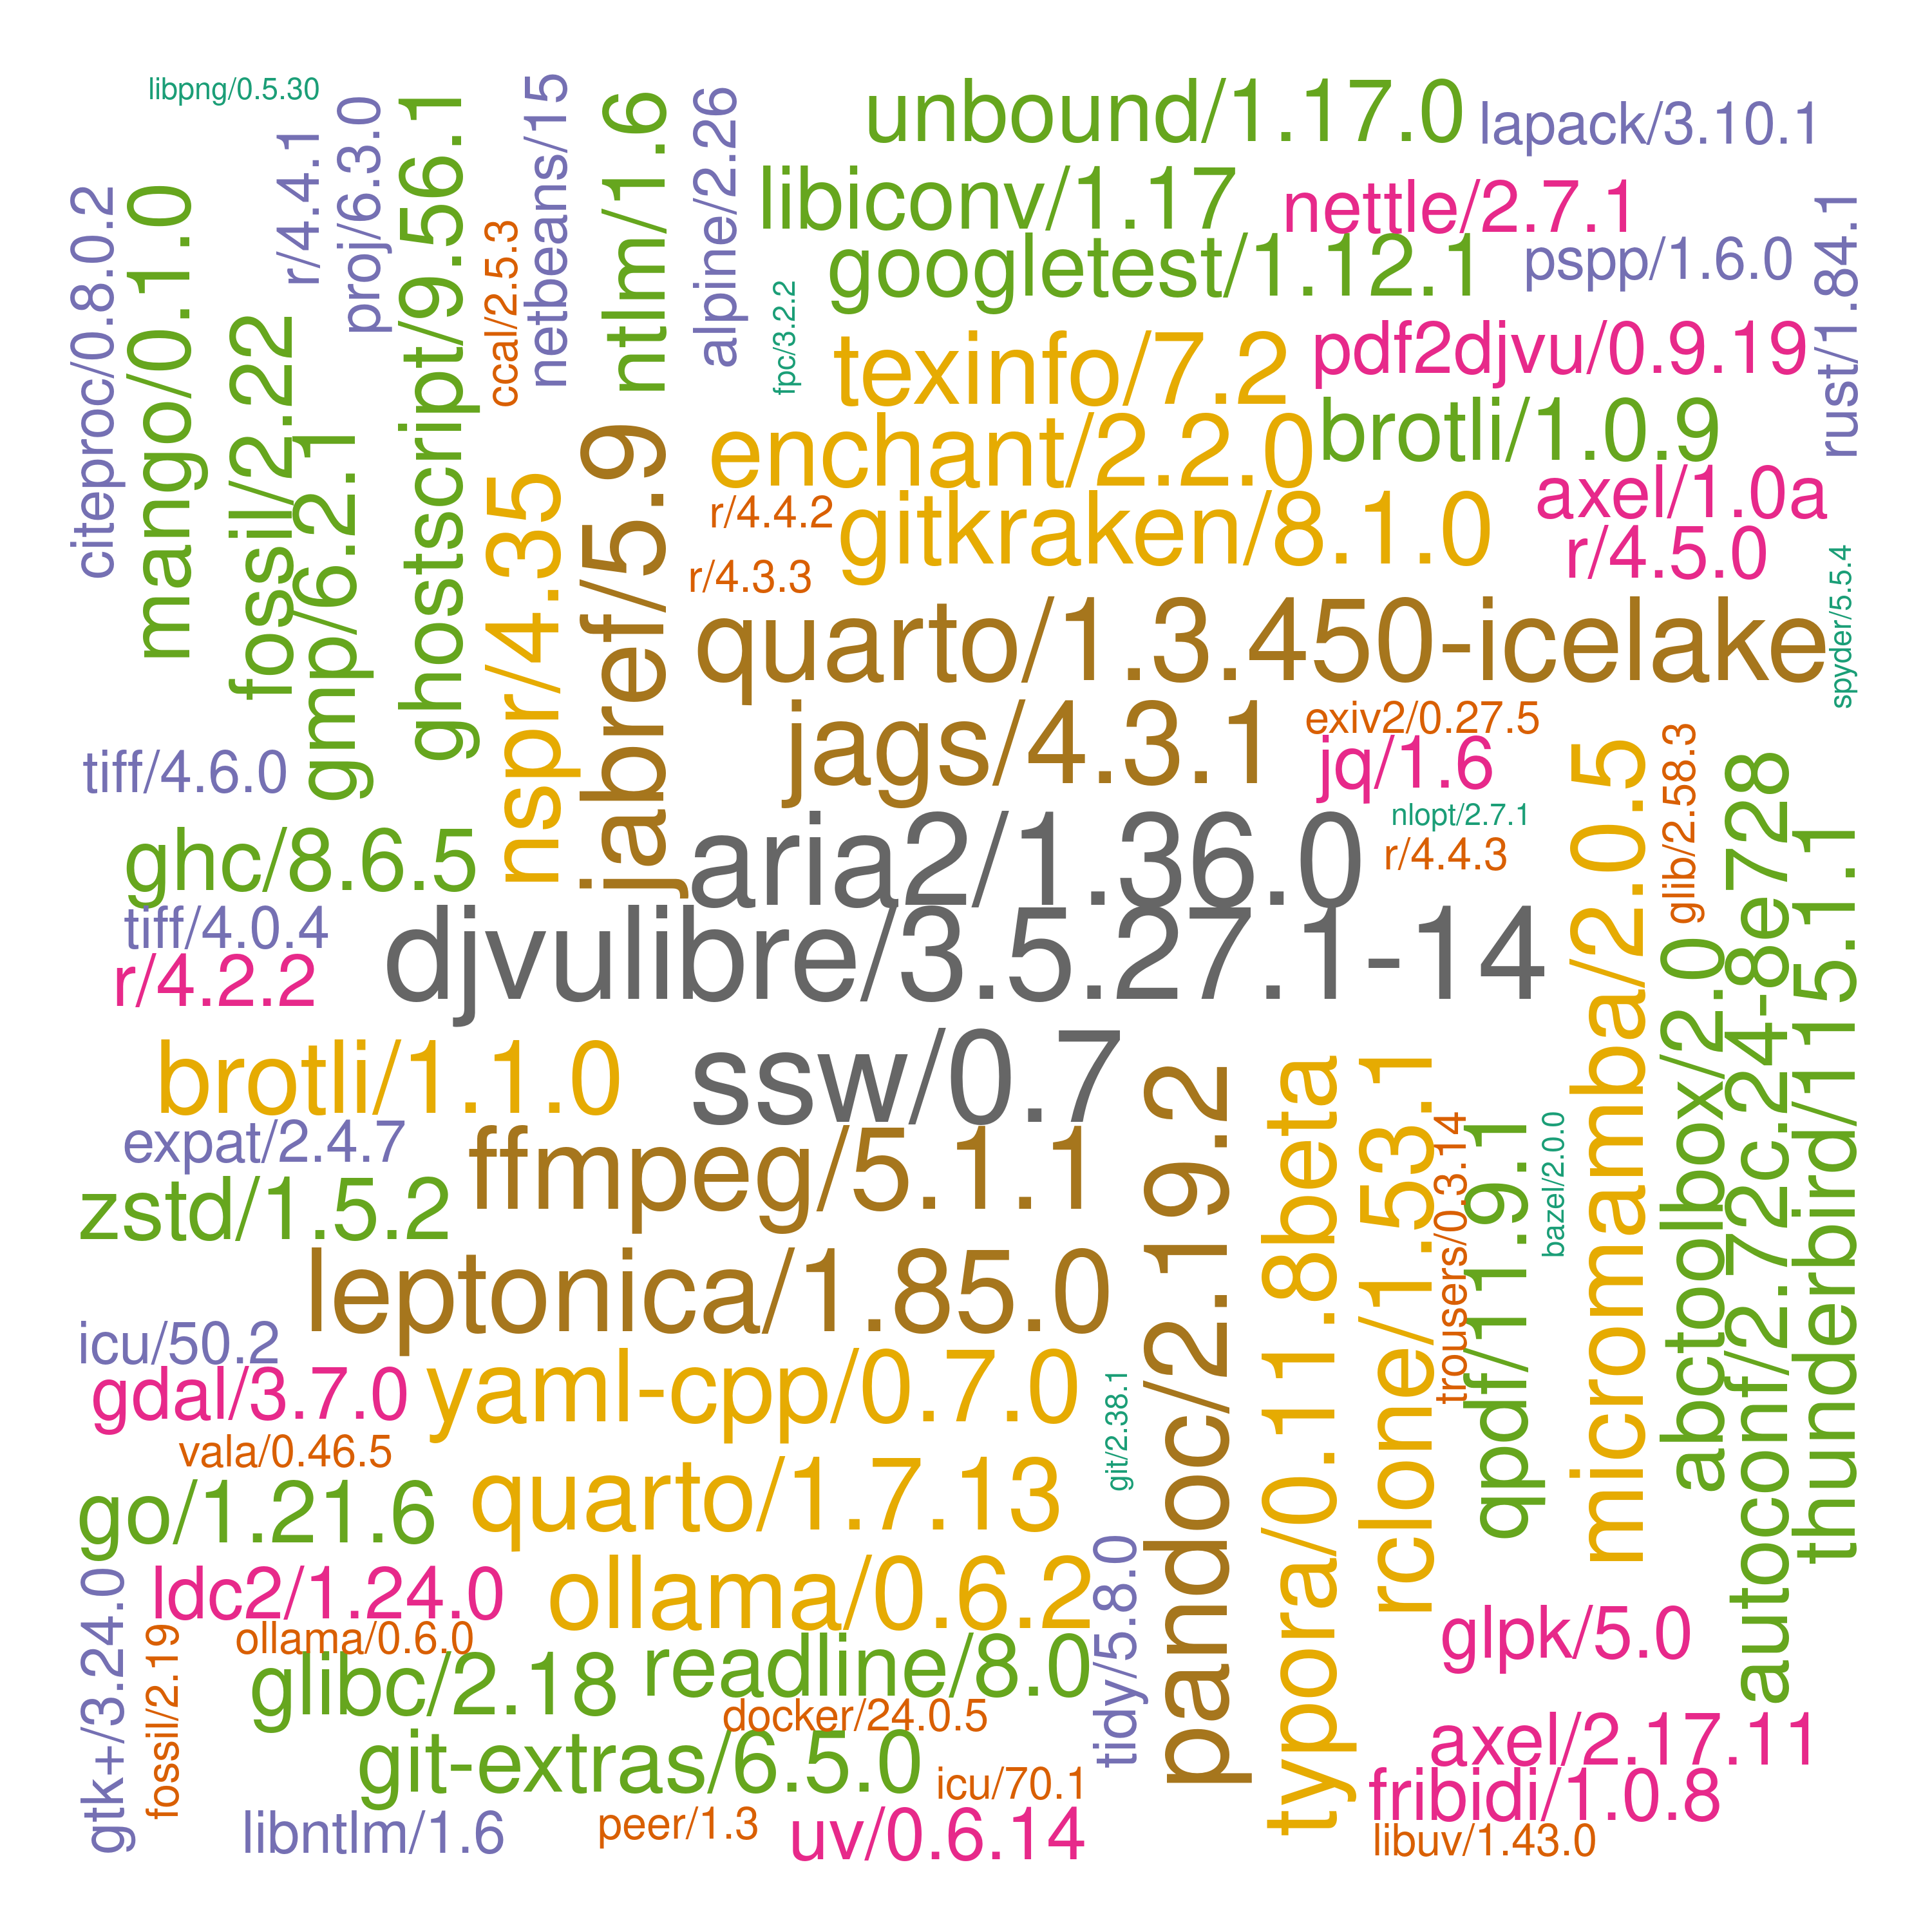 libpng/0.5.30
citeproc/0.8.0.2
mango/0.1.0
fossil/2.22
r/4.4.1
gmp/6.2.1
proj/6.3.0
ghostscript/9.56.1
ccal/2.5.3
nspr/4.35
netbeans/15
ntlm/1.6
jabref/5.9
alpine/2.26
fpc/3.2.2
unbound/1.17.0
lapack/3.10.1
libiconv/1.17
nettle/2.7.1
googletest/1.12.1
pspp/1.6.0
rust/1.84.1
texinfo/7.2
pdf2djvu/0.9.19
enchant/2.2.0
brotli/1.0.9
r/4.4.2
gitkraken/8.1.0
axel/1.0a
r/4.5.0
r/4.3.3
spyder/5.5.4
quarto/1.3.450-icelake
jags/4.3.1
exiv2/0.27.5
jq/1.6
tiff/4.6.0
nlopt/2.7.1
ghc/8.6.5
aria2/1.36.0
r/4.4.3
glib/2.58.3
tiff/4.0.4
r/4.2.2
djvulibre/3.5.27.1-14
micromamba/2.0.5
abctoolbox/2.0
autoconf/2.72c.24-8e728
thunderbird/115.1.1
brotli/1.1.0
ssw/0.7
expat/2.4.7
ffmpeg/5.1.1
zstd/1.5.2
pandoc/2.19.2
typora/0.11.8beta
rclone/1.53.1
trousers/0.3.14
qpdf/11.9.1
bazel/2.0.0
leptonica/1.85.0
icu/50.2
gdal/3.7.0
yaml-cpp/0.7.0
git/2.38.1
vala/0.46.5
quarto/1.7.13
go/1.21.6
ldc2/1.24.0
ollama/0.6.2
tidy/5.8.0
gtk+/3.24.0
fossil/2.19
ollama/0.6.0
glibc/2.18
readline/8.0
glpk/5.0
docker/24.0.5
git-extras/6.5.0
axel/2.17.11
icu/70.1
fribidi/1.0.8
libntlm/1.6
peer/1.3
uv/0.6.14
libuv/1.43.0